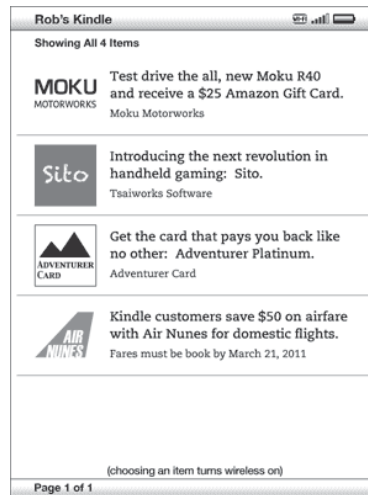 Rob's Kindle
Showing All 4 Items
MOKU
MOTORWORKS
Test drive the all, new Moku R40
and receive a $25 Amazon Gift Card.
Moku Motorworks
Sito
Introducing the next revolution in
handheld gaming: Sito.
Tsaiworks Software
ADVENTURER
CARD
Get the card that pays you back like
no other: Adventurer Platinum.
Adventurer Card
AIR
NUNES
Kindle customers save $50 on airfare
with Air Nunes for domestic flights.
Fares must be book by March 21, 2011
(choosing an item turns wireless on)
Page 1 of 1